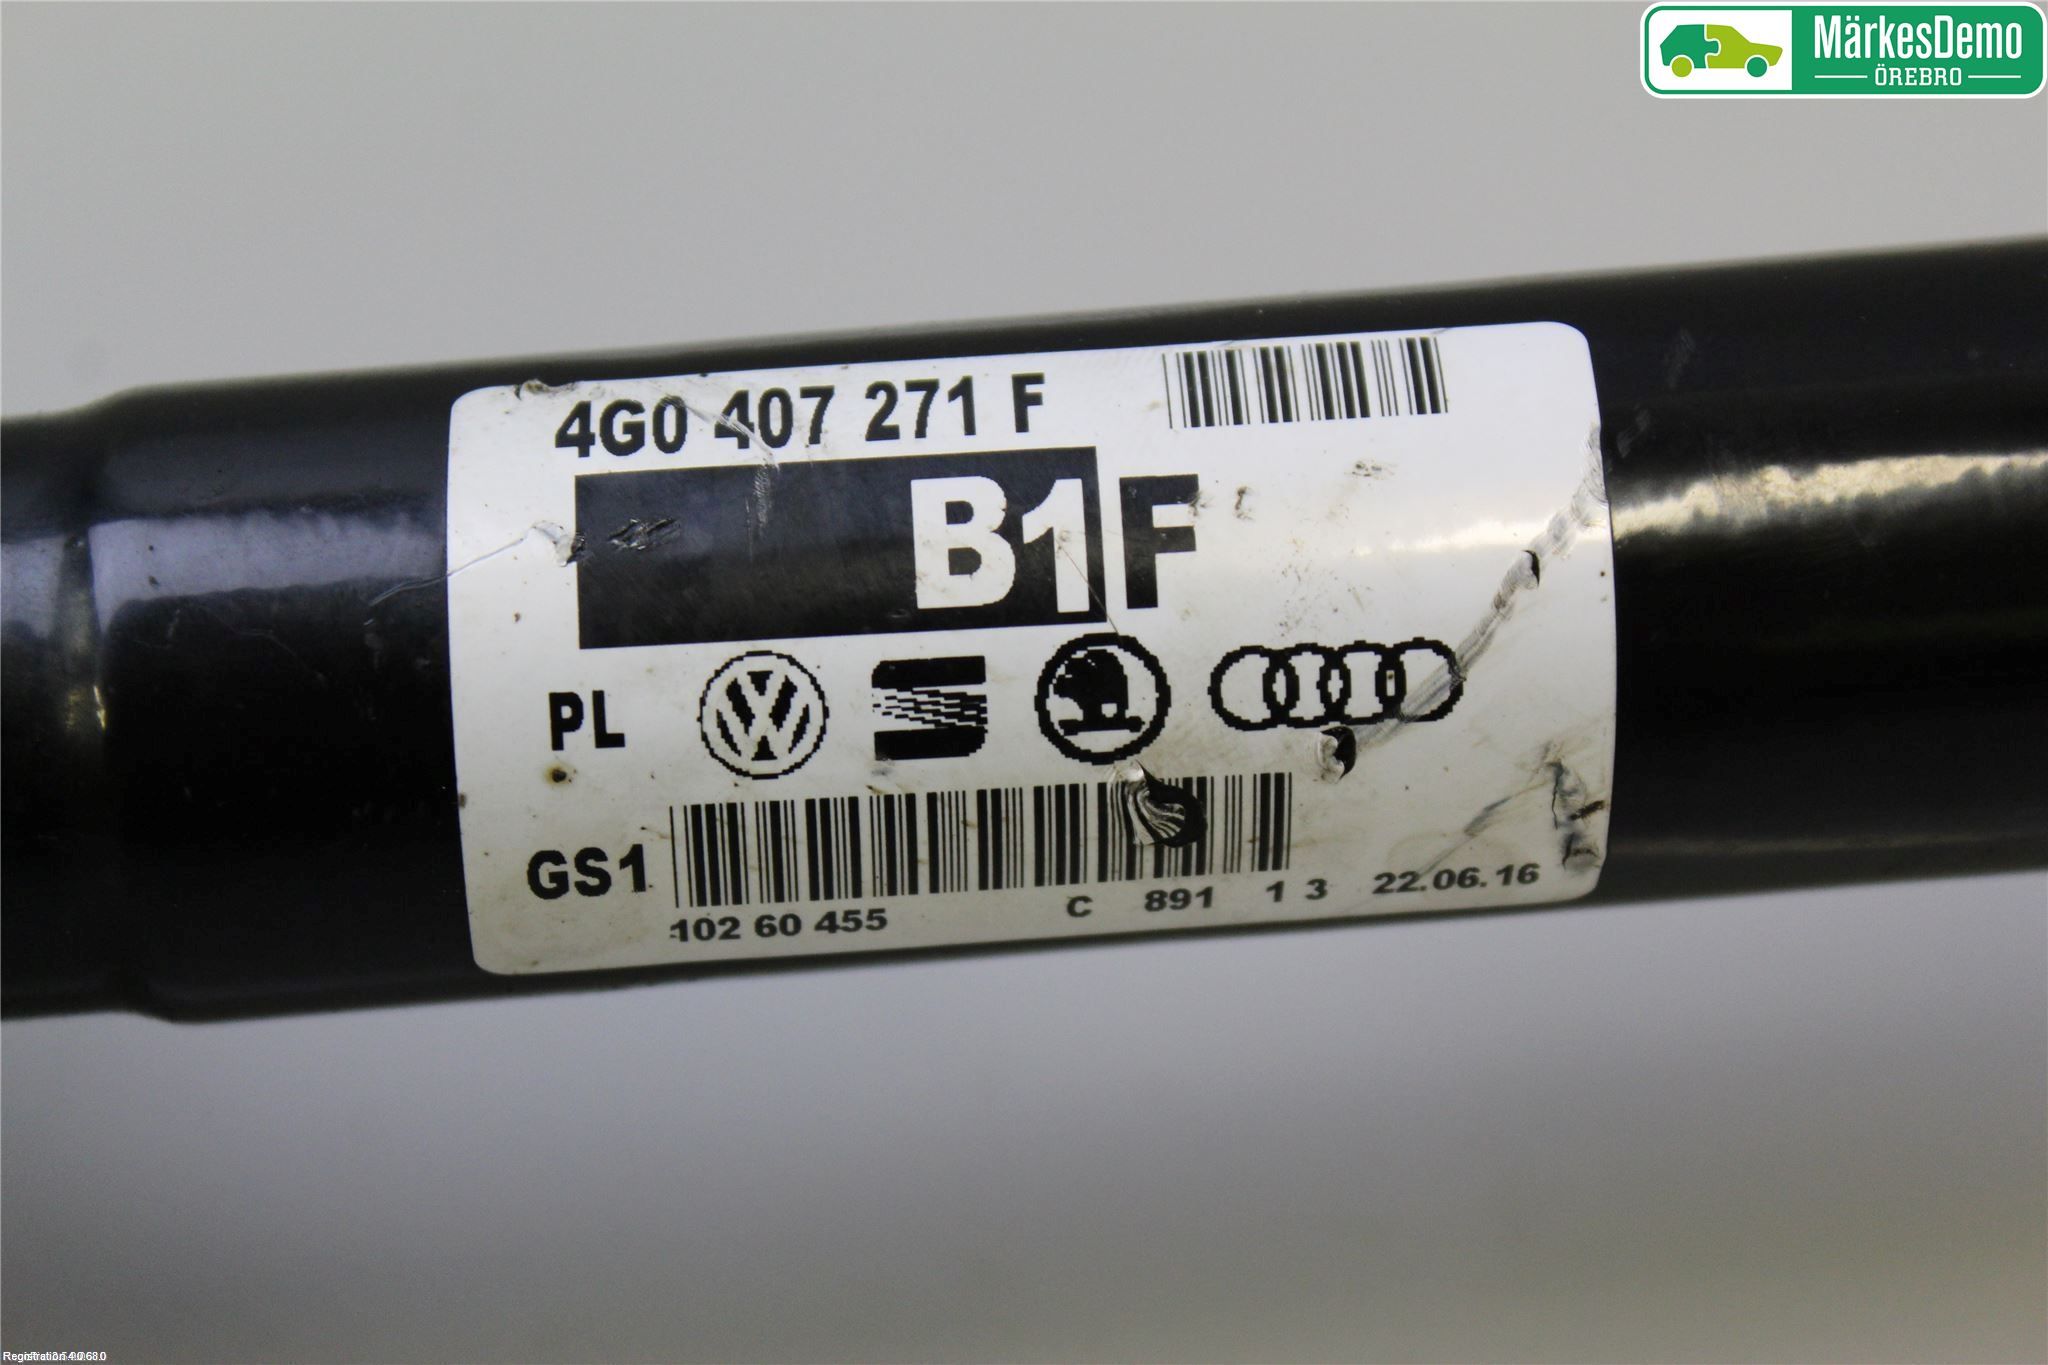 MärkesDemo
ÖREBRO
4G0 407 271 F
B1F
PL
GS1
102 60 455 C 891 1 3 22.06.16